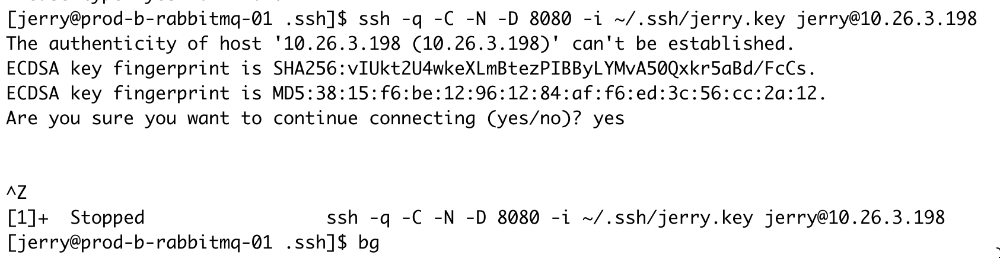 [jerry@prod-b-rabbitmq-01 .ssh]$ ssh -q -C -N -D 8080 -i ~/.ssh/jerry.key jerry@10.26.3.198
The authenticity of host '10.26.3.198 (10.26.3.198)' can't be established.
ECDSA key fingerprint is SHA256:vIUkt2U4wkeXLmBtezPIBByLYMvA50Qxkr5aBd/FcCs.
ECDSA key fingerprint is MD5:38:15:f6:be:12:96:12:84:af:f6:ed:3c:56:cc:2a:12.
Are you sure you want to continue connecting (yes/no)? yes
^Z
[1]+  Stopped                 ssh -q -C -N -D 8080 -i ~/.ssh/jerry.key jerry@10.26.3.198
[jerry@prod-b-rabbitmq-01 .ssh]$ bg